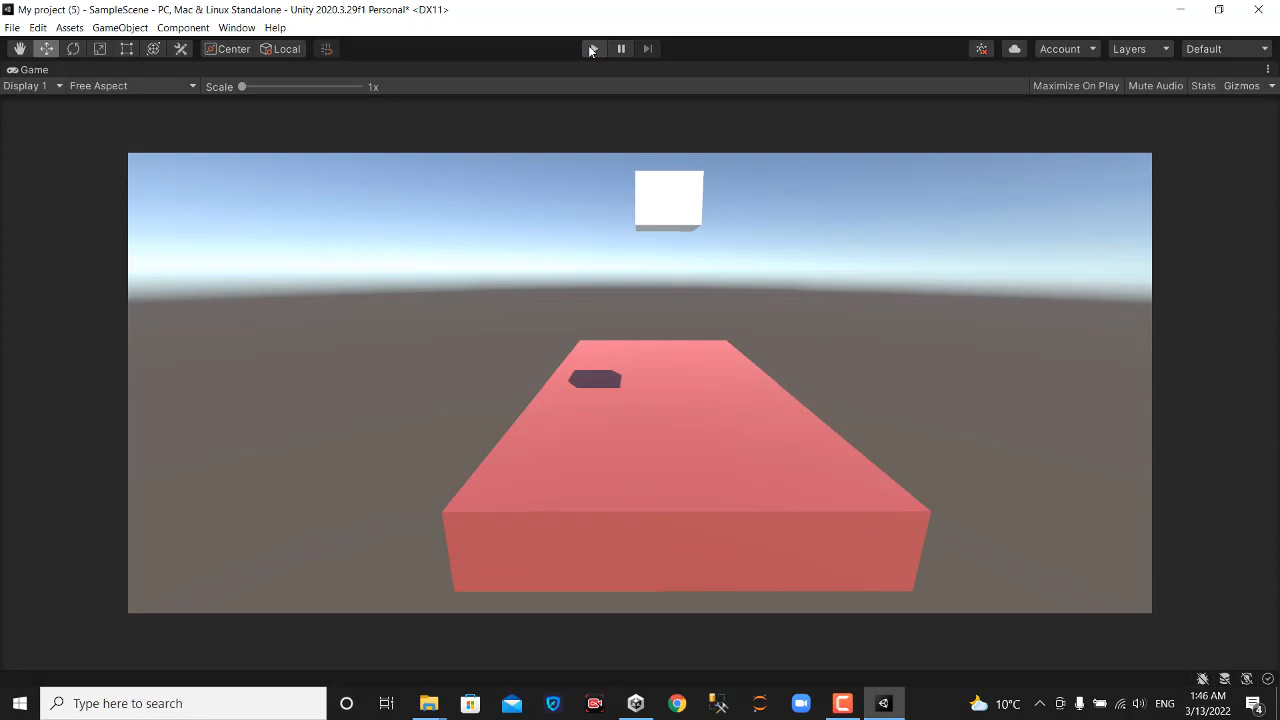 My project (5) - SampleScene - PC, Mac & Linux Standalone - Unity 2020.3.29f1 Personal* <DX11>
File Edit Assets GameObject Component Window Help
Center Local Account Layers Default
Game
Display 1 Free Aspect Scale 1x Maximize On Play Mute Audio Stats Gizmos
Type here to search 10°C ENG 1:46 AM 3/13/2022 4